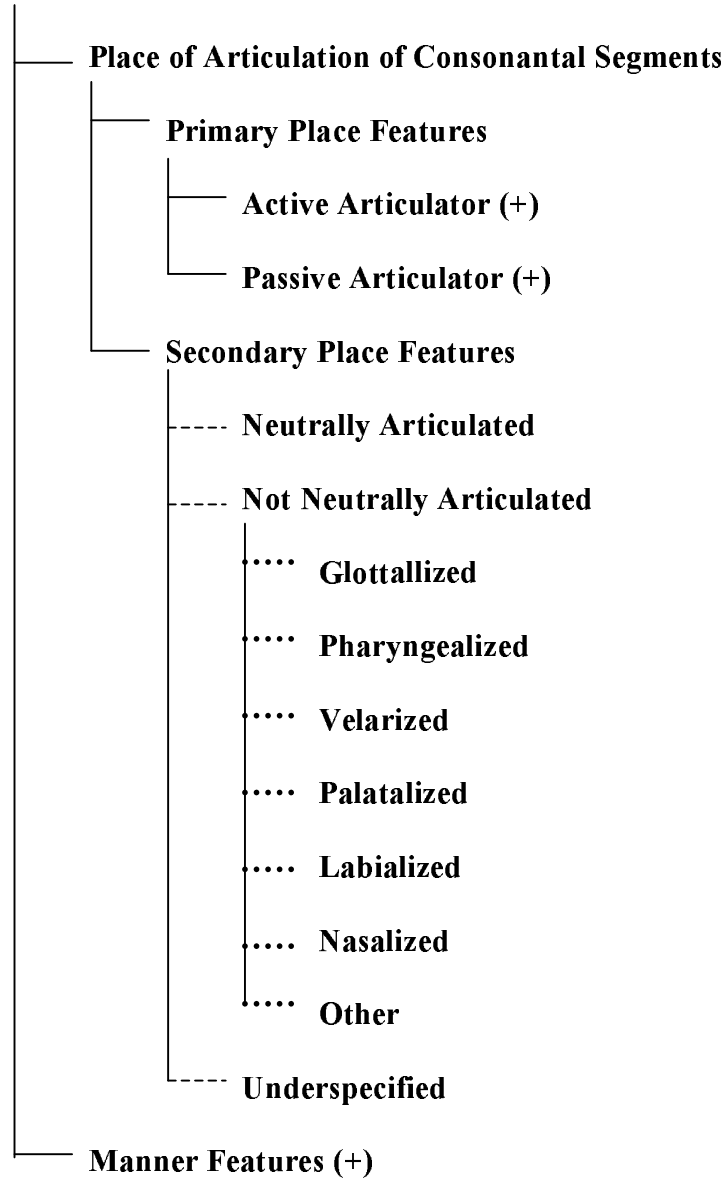 Place of Articulation of Consonantal Segments
Primary Place Features
Active Articulator (+)
Passive Articulator (+)
Secondary Place Features
Neutrally Articulated
Not Neutrally Articulated
Glottallized
Pharyngealized
Velarized
Palatalized
Labialized
Nasalized
Other
Underspecified
Manner Features (+)